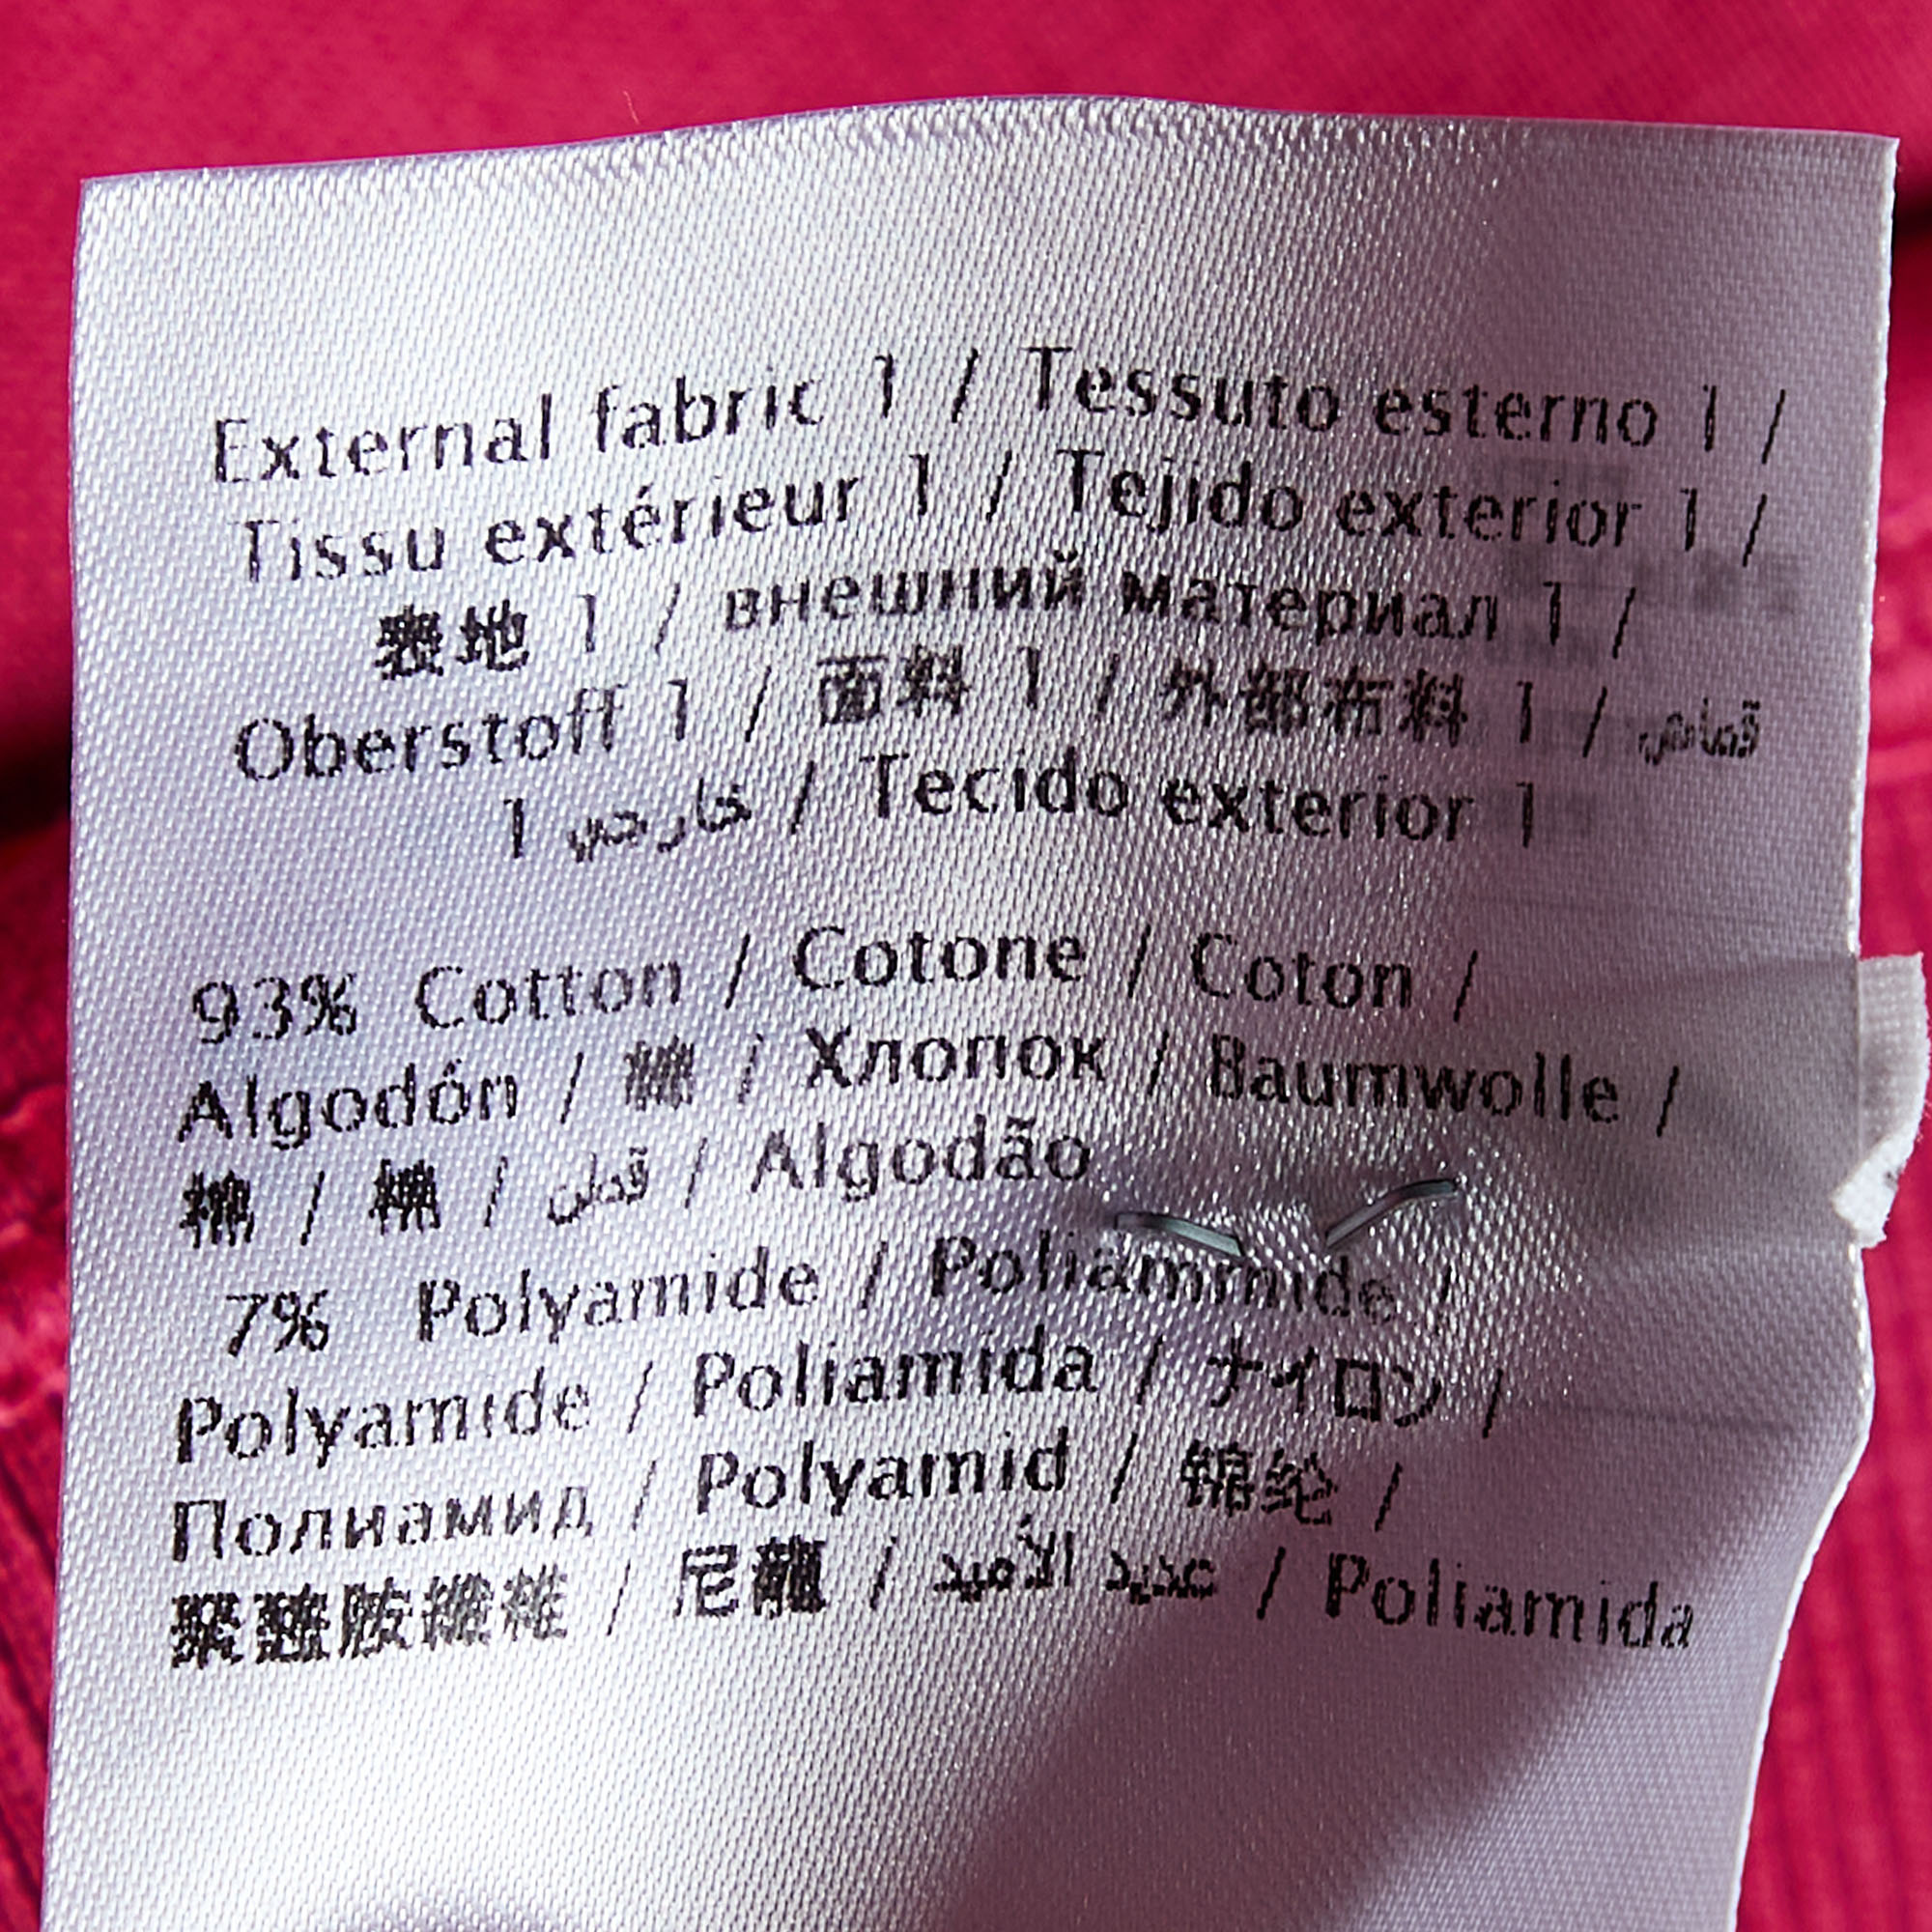 External fabric 1 / Tessuto esterno 1 /
Tissu extérieur 1 / Tejido exterior 1 /
表地 1 / внешний материал 1 /
Oberstoff 1 / 面料 1 / 外部布料 1 / قماش
خارجي 1 / Tecido exterior 1
93% Cotton / Cotone / Coton /
Algodón / 綿 / Хлопок / Baumwolle /
棉 / 棉 / قطن / Algodão
7% Polyamide / Poliammide /
Polyamide / Poliamida / ナイロン /
Полиамид / Polyamid / 锦纶 /
聚醯胺纖維 / 尼龍 / عديد الأميد / Poliamida